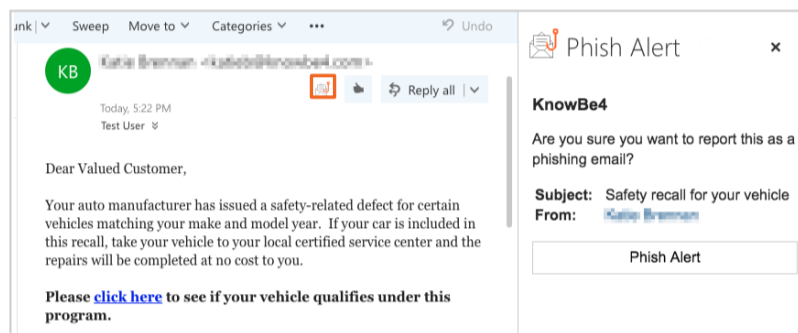 unk
Sweep
Move to
Categories
Undo
KB
Reply all
Today, 5:22 PM
Test User
Dear Valued Customer,
Your auto manufacturer has issued a safety-related defect for certain
vehicles matching your make and model year. If your car is included in
this recall, take your vehicle to your local certified service center and the
repairs will be completed at no cost to you.
Please click here to see if your vehicle qualifies under this
program.
Phish Alert
KnowBe4
Are you sure you want to report this as a
phishing email?
Subject: Safety recall for your vehicle
From:
Phish Alert